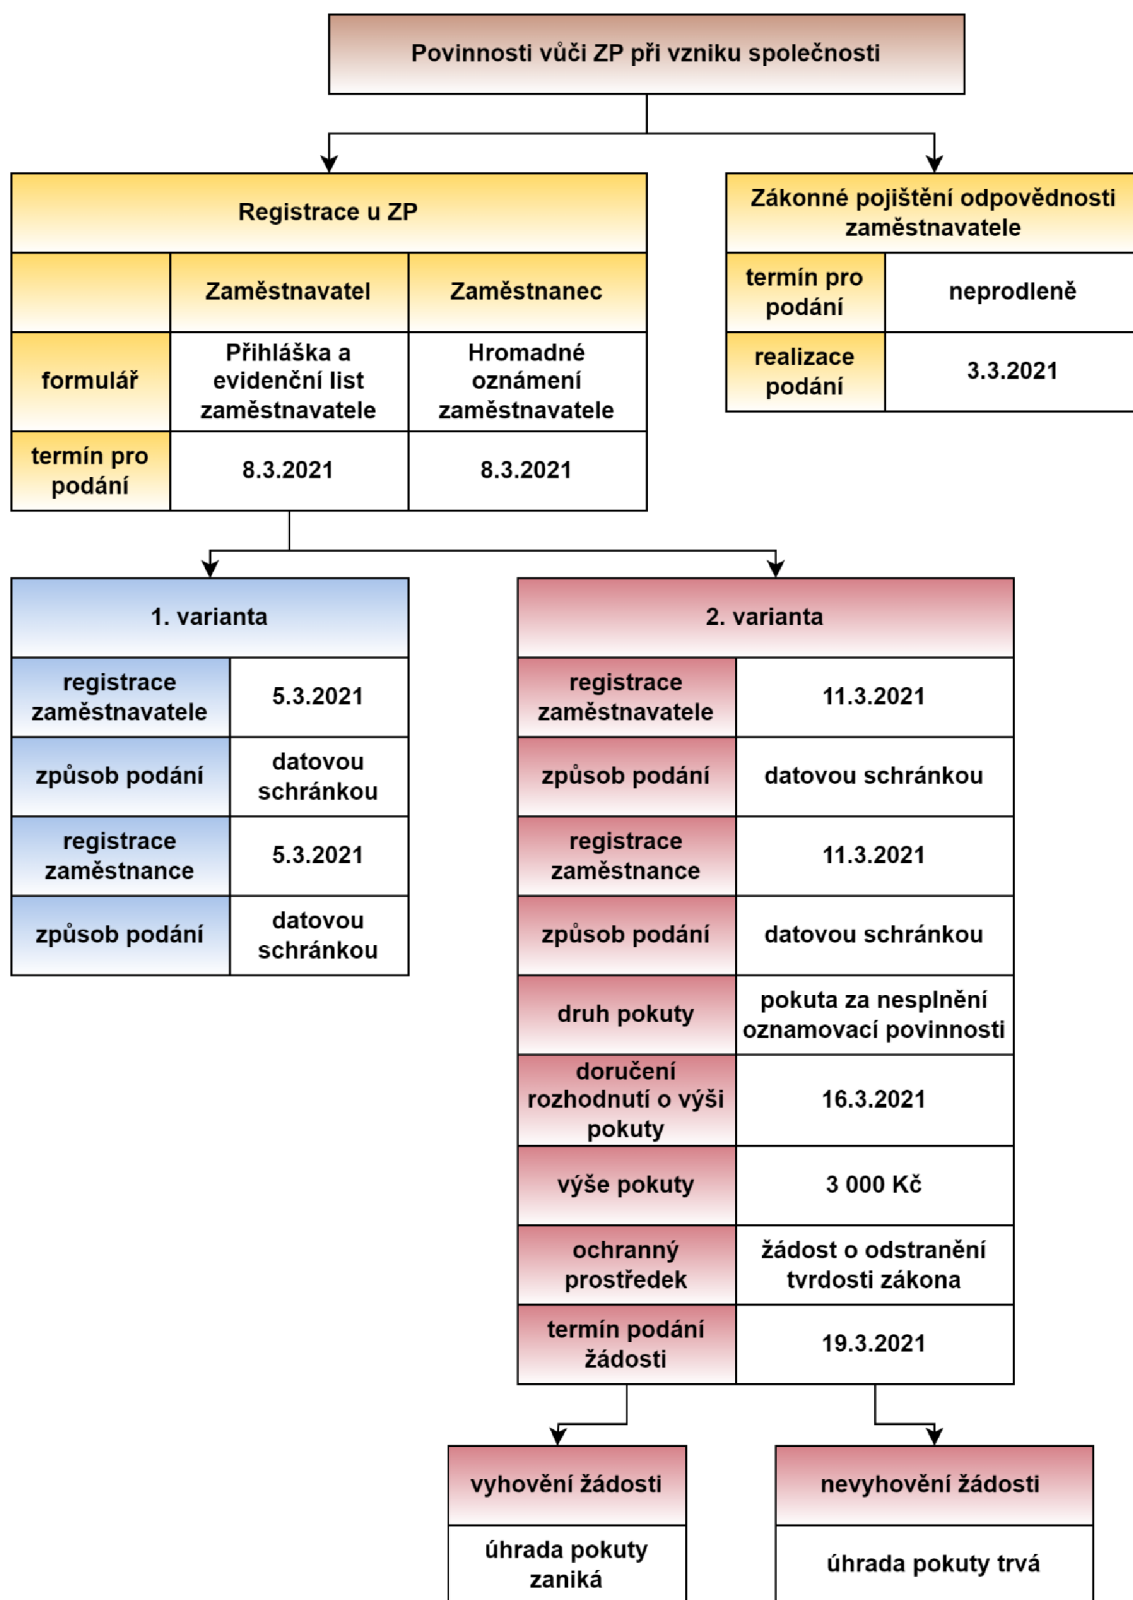 Povinnosti vůči ZP při vzniku společnosti
Registrace u ZP
Zaměstnavatel
Zaměstnanec
formulář
Přihláška a
evidenční list
zaměstnavatele
Hromadné
oznámení
zaměstnavatele
termín pro
podání
8.3.2021
8.3.2021
Zákonné pojištění odpovědnosti
zaměstnavatele
termín pro
podání
neprodleně
realizace
podání
3.3.2021
1. varianta
registrace
zaměstnavatele
5.3.2021
způsob podání
datovou
schránkou
registrace
zaměstnance
5.3.2021
způsob podání
datovou
schránkou
2. varianta
registrace
zaměstnavatele
11.3.2021
způsob podání
datovou schránkou
registrace
zaměstnance
11.3.2021
způsob podání
datovou schránkou
druh pokuty
pokuta za nesplnění
oznamovací povinnosti
doručení
rozhodnutí o výši
pokuty
16.3.2021
výše pokuty
3 000 Kč
ochranný
prostředek
žádost o odstranění
tvrdosti zákona
termín podání
žádosti
19.3.2021
vyhovění žádosti
úhrada pokuty
zaniká
nevyhovění žádosti
úhrada pokuty trvá